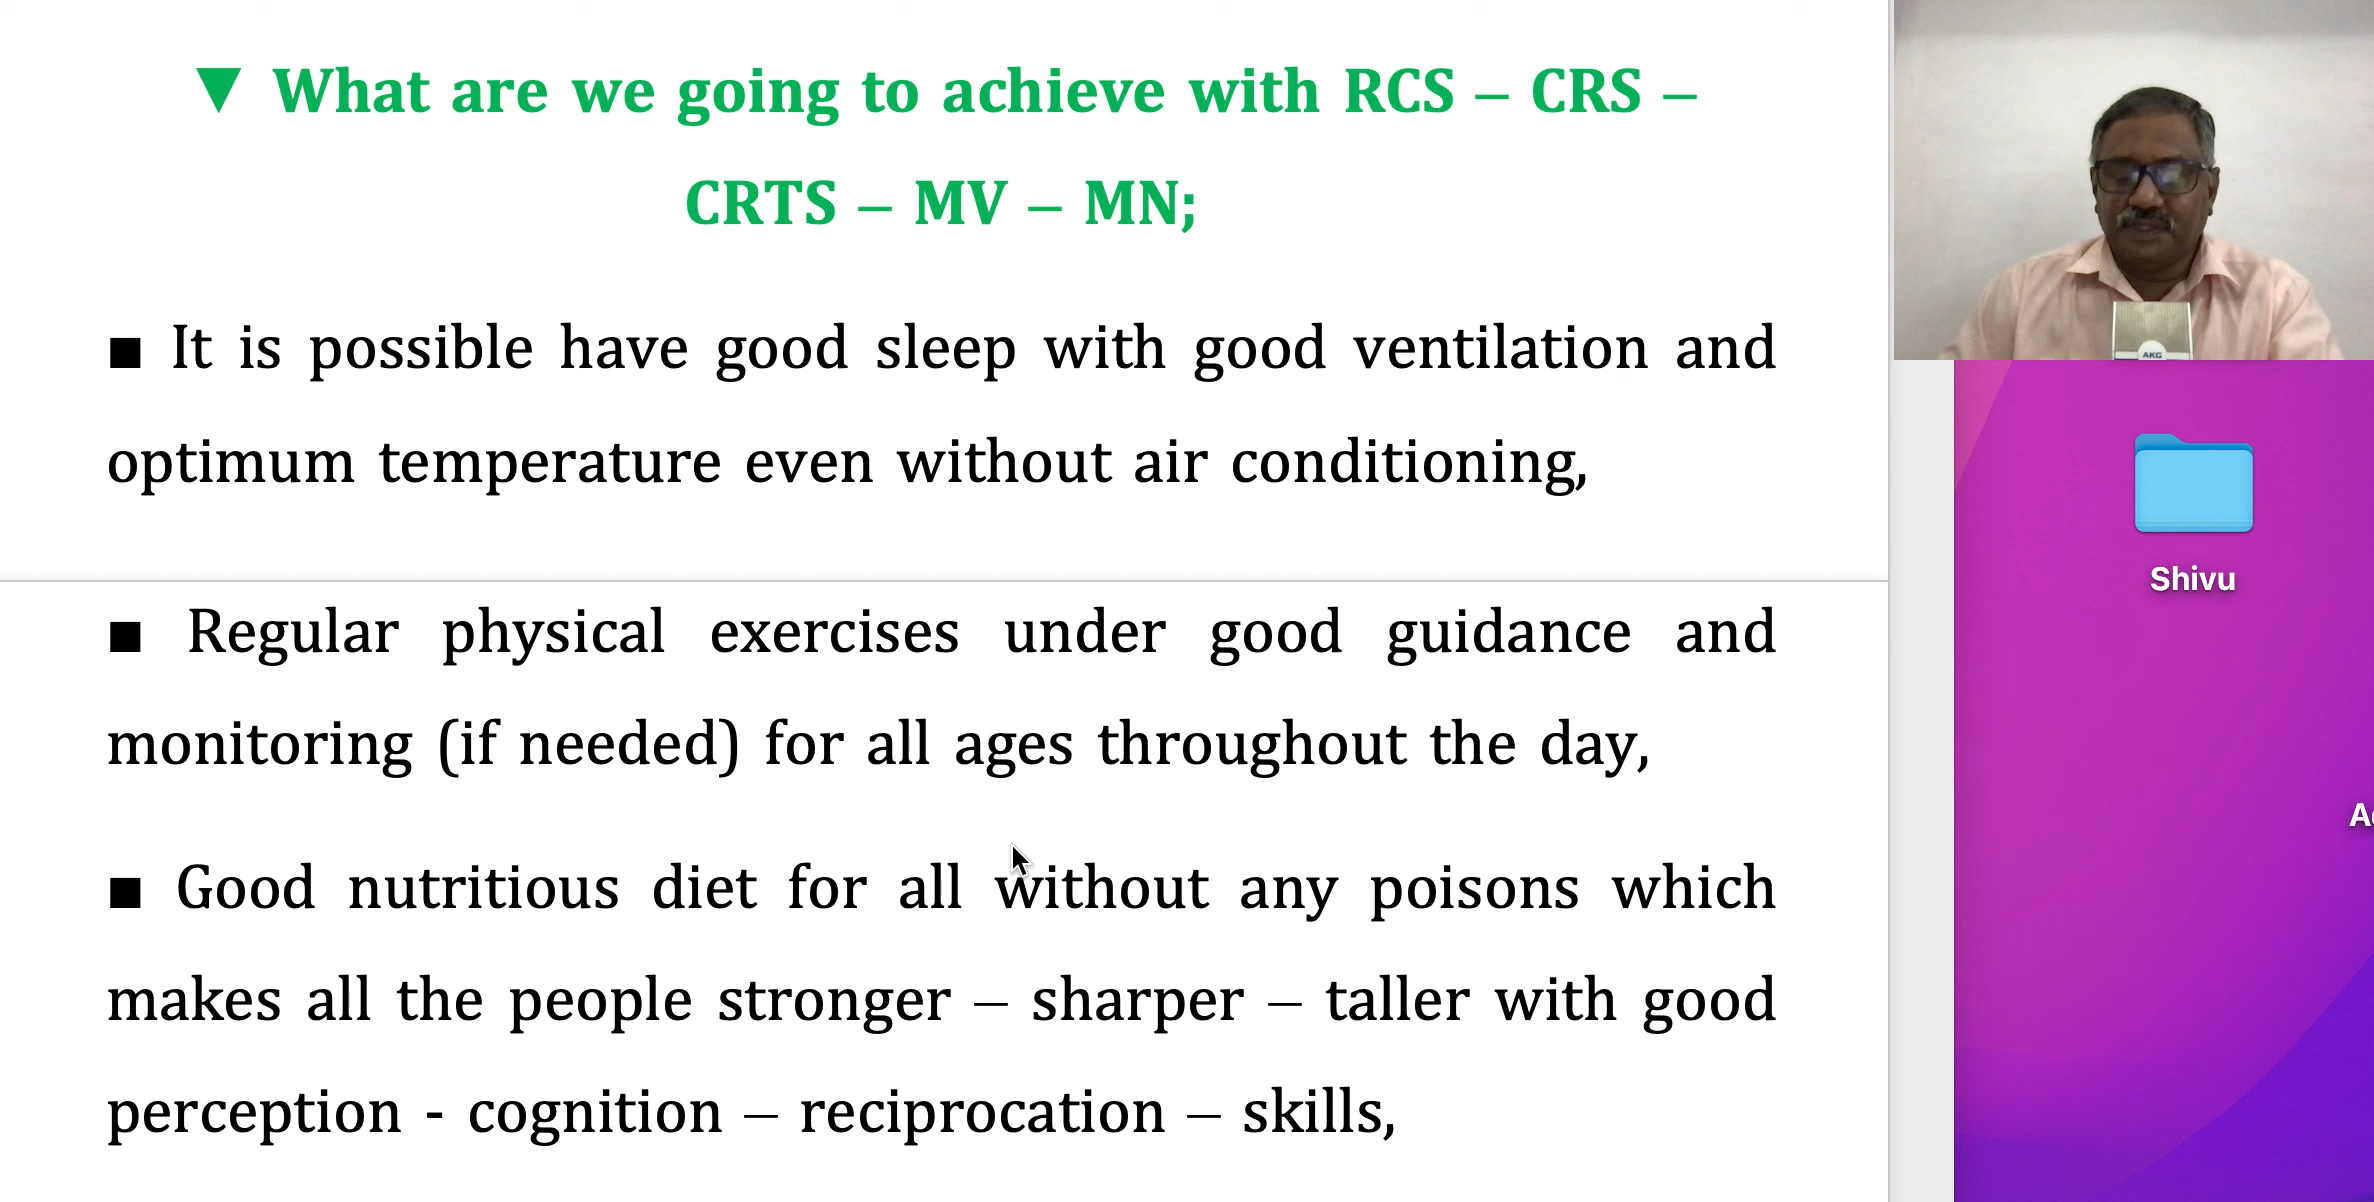 ▼ What are we going to achieve with RCS – CRS –
CRTS – MV – MN;
■ It is possible have good sleep with good ventilation and
optimum temperature even without air conditioning,
■ Regular physical exercises under good guidance and
monitoring (if needed) for all ages throughout the day,
■ Good nutritious diet for all without any poisons which
makes all the people stronger – sharper – taller with good
perception - cognition – reciprocation – skills,
AKG
Shivu